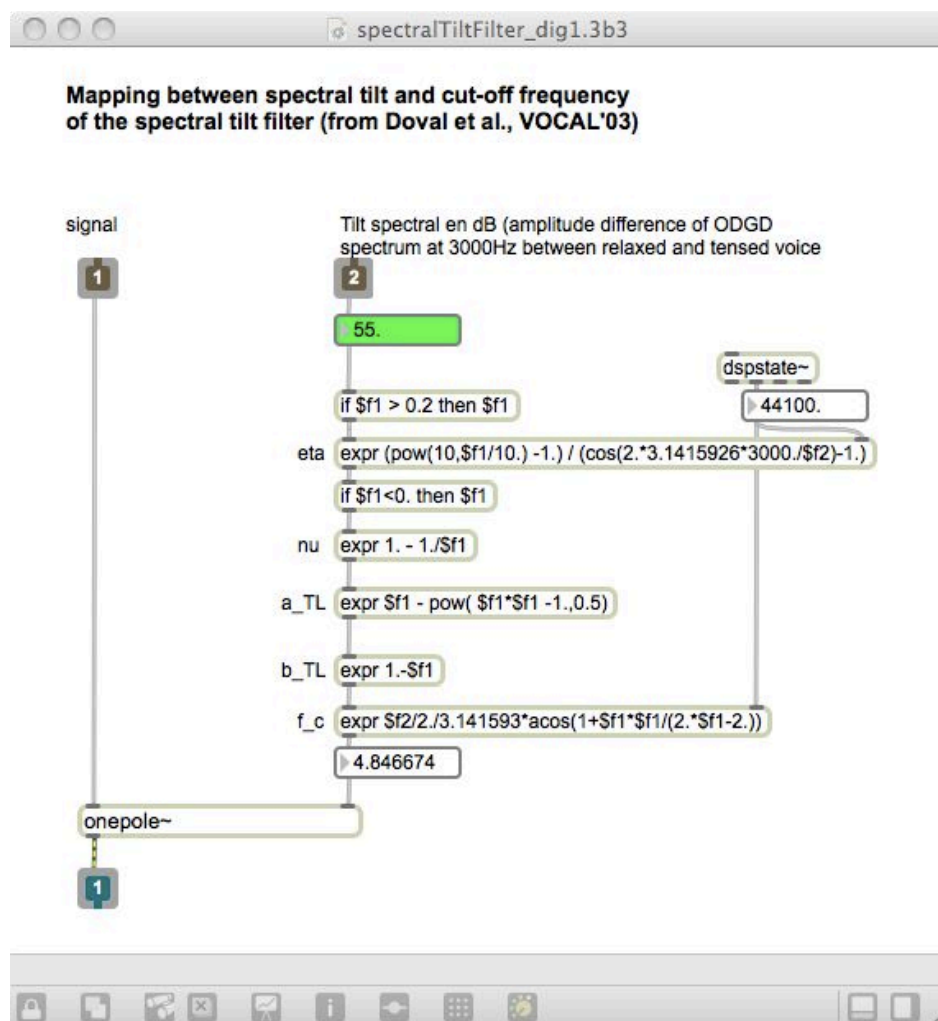 spectralTiltFilter_dig1.3b3
Mapping between spectral tilt and cut-off frequency
of the spectral tilt filter (from Doval et al., VOCAL'03)
signal
Tilt spectral en dB (amplitude difference of ODGD
spectrum at 3000Hz between relaxed and tensed voice
1
2
55.
dspstate~
if $f1 > 0.2 then $f1
44100.
eta expr (pow(10,$f1/10.) -1.) / (cos(2.*3.1415926*3000./$f2)-1.)
if $f1<0. then $f1
nu expr 1. - 1./$f1
a_TL expr $f1 - pow( $f1*$f1 -1.,0.5)
b_TL expr 1.-$f1
f_c expr $f2/2./3.141593*acos(1+$f1*$f1/(2.*$f1-2.))
4.846674
onepole~
1